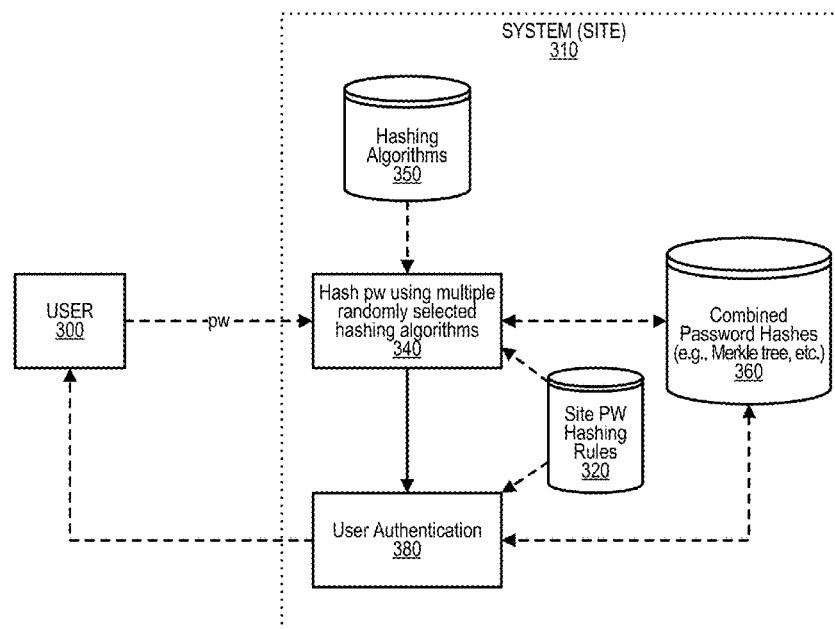 SYSTEM (SITE)
310
Hashing
Algorithms
350
USER
300
pw
Hash pw using multiple
randomly selected
hashing algorithms
340
Combined
Password Hashes
(e.g., Merkle tree, etc.)
360
Site PW
Hashing
Rules
320
User Authentication
380